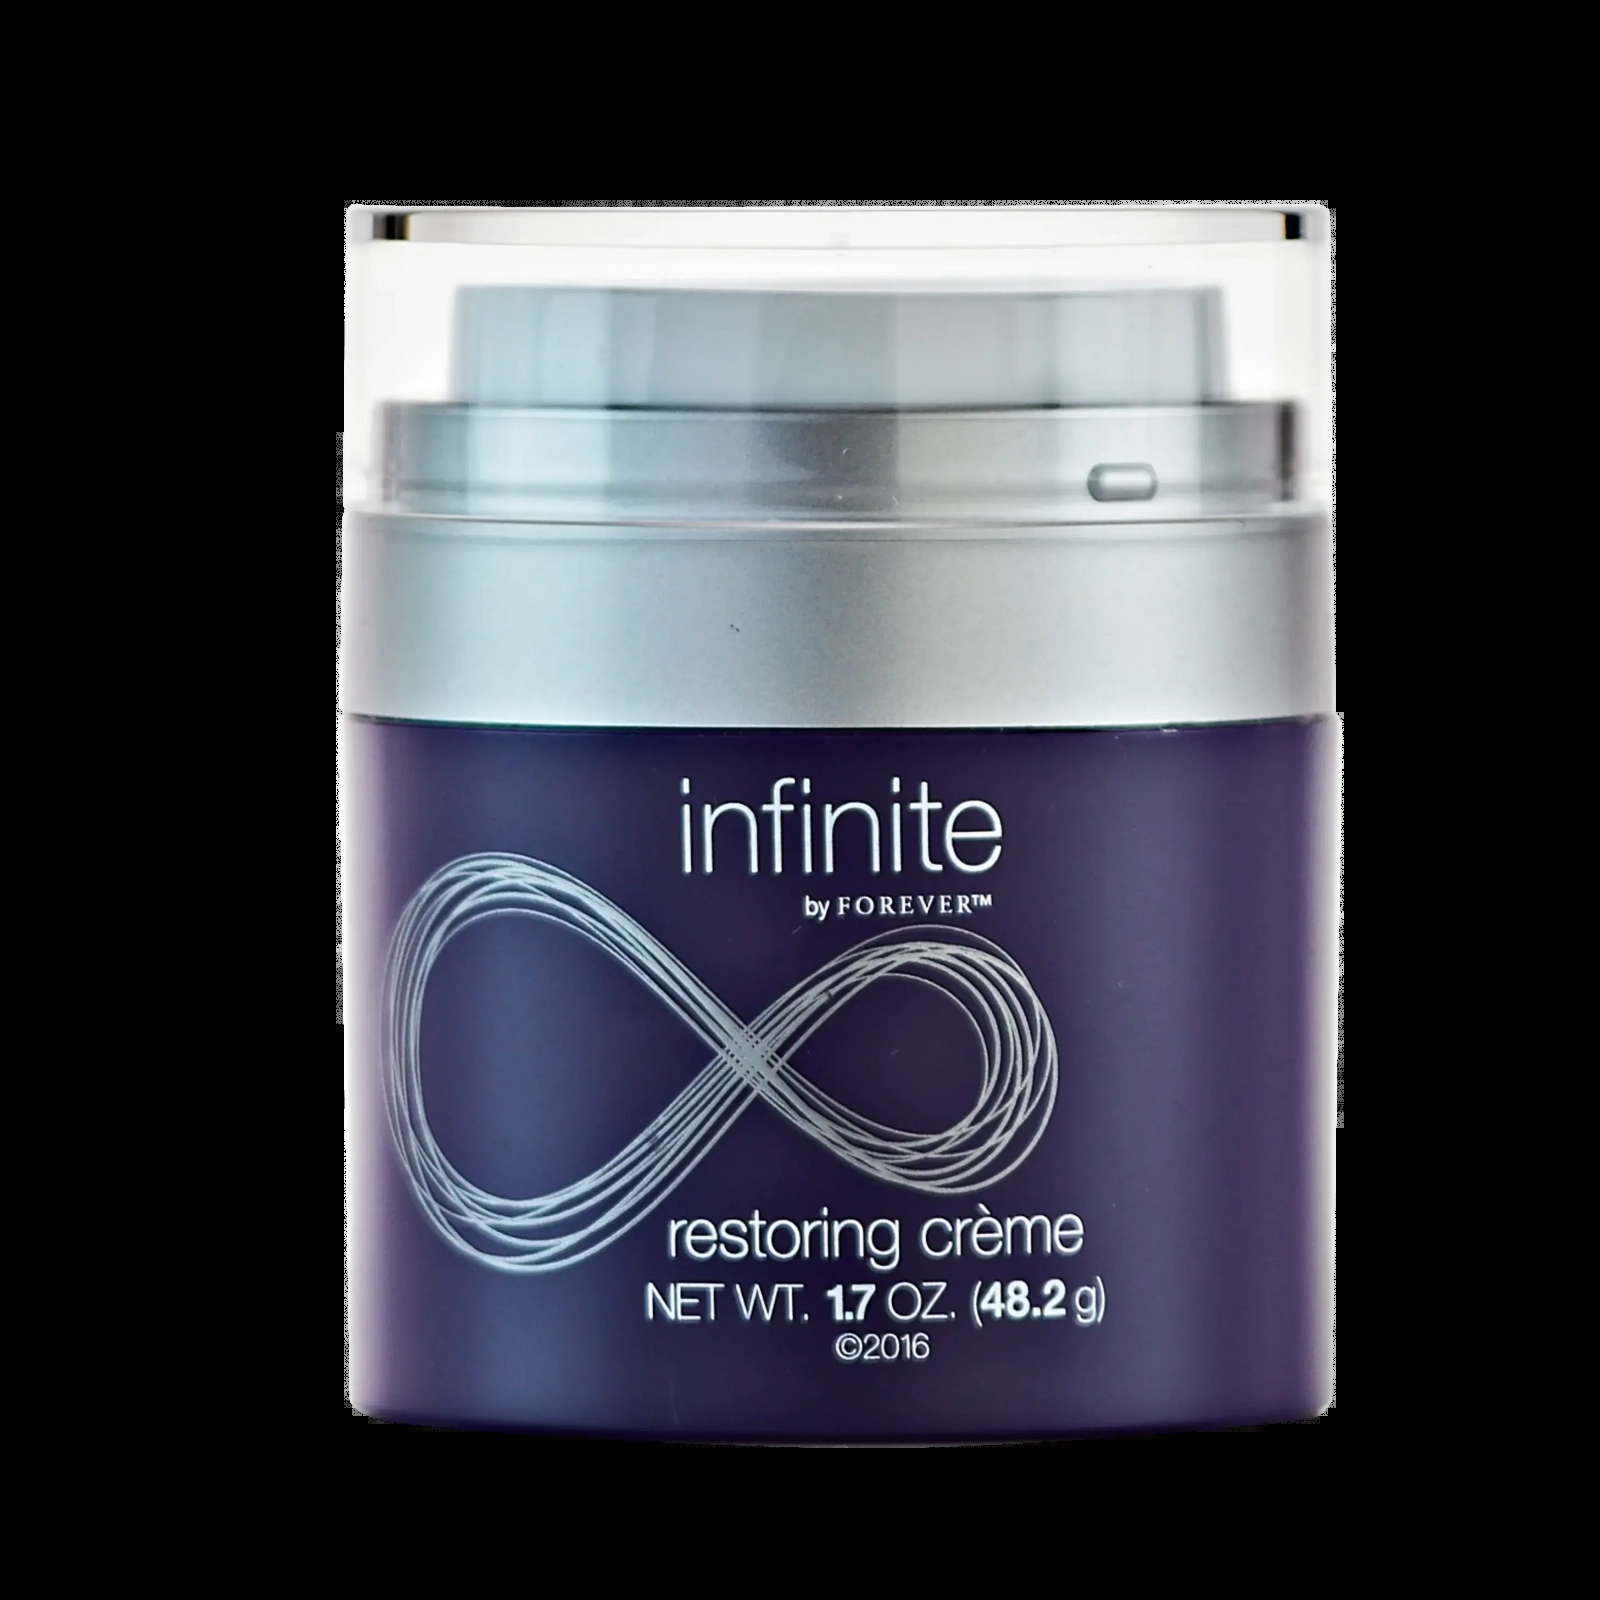 infinite
by FOREVER™
restoring crème
NET WT. 1.7 OZ. (48.2 g)
©2016